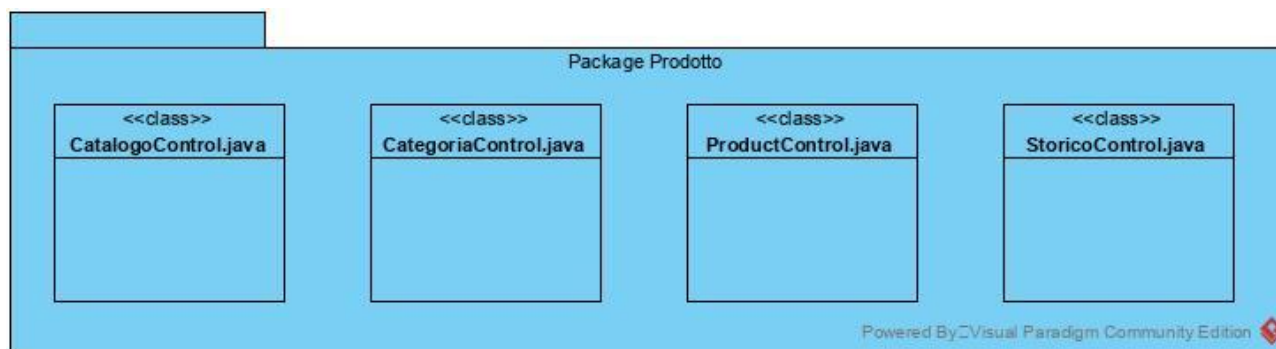 Package Prodotto
<<class>>
CatalogoControl.java
<<class>>
CategoriaControl.java
<<class>>
ProductControl.java
<<class>>
StoricoControl.java
Powered By Visual Paradigm Community Edition